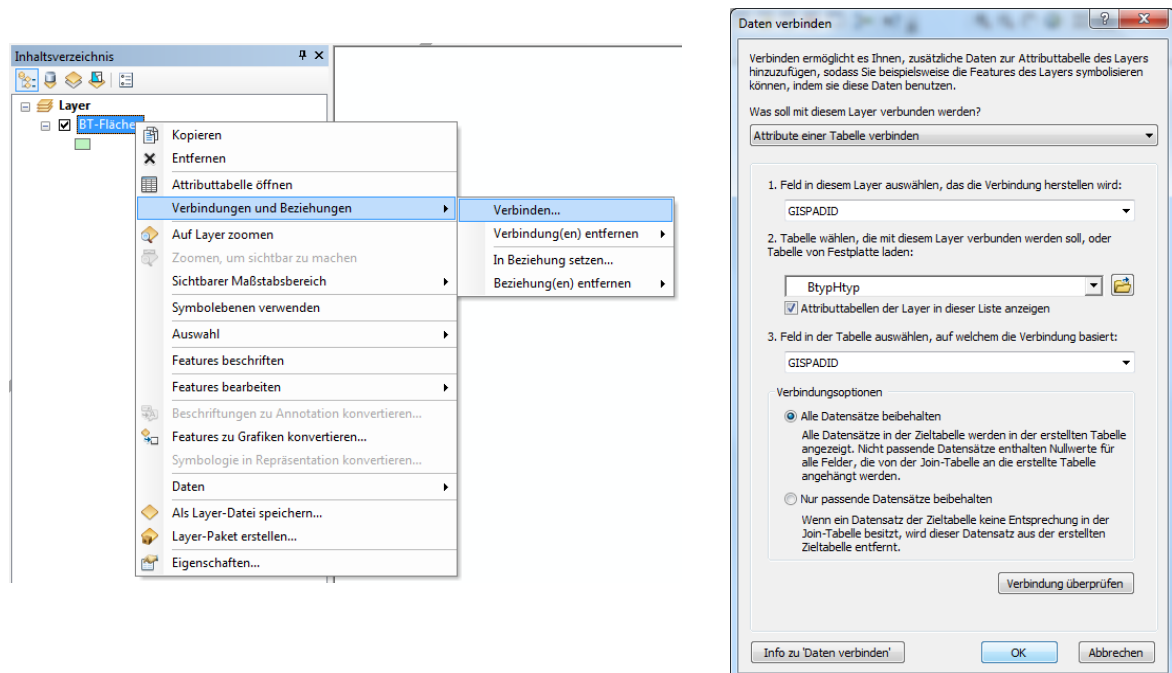 Inhaltsverzeichnis
Layer
BT-Fläche
Kopieren
Entfernen
Attributtabelle öffnen
Verbindungen und Beziehungen
Auf Layer zoomen
Zoomen, um sichtbar zu machen
Sichtbarer Maßstabsbereich
Symbolebenen verwenden
Auswahl
Features beschriften
Features bearbeiten
Beschriftungen zu Annotation konvertieren...
Features zu Grafiken konvertieren...
Symbologie in Repräsentation konvertieren...
Daten
Als Layer-Datei speichern...
Layer-Paket erstellen...
Eigenschaften...
Verbinden...
Verbindung(en) entfernen
In Beziehung setzen...
Beziehung(en) entfernen
Daten verbinden
Verbinden ermöglicht es Ihnen, zusätzliche Daten zur Attributtabelle des Layers
hinzuzufügen, sodass Sie beispielsweise die Features des Layers symbolisieren
können, indem sie diese Daten benutzen.
Was soll mit diesem Layer verbunden werden?
Attribute einer Tabelle verbinden
1. Feld in diesem Layer auswählen, das die Verbindung herstellen wird:
GISPADID
2. Tabelle wählen, die mit diesem Layer verbunden werden soll, oder
Tabelle von Festplatte laden:
BtypHtyp
Attributtabellen der Layer in dieser Liste anzeigen
3. Feld in der Tabelle auswählen, auf welchem die Verbindung basiert:
GISPADID
Verbindungsoptionen
Alle Datensätze beibehalten
Alle Datensätze in der Zieltabelle werden in der erstellten Tabelle
angezeigt. Nicht passende Datensätze enthalten Nullwerte für
alle Felder, die von der Join-Tabelle an die erstellte Tabelle
angehängt werden.
Nur passende Datensätze beibehalten
Wenn ein Datensatz der Zieltabelle keine Entsprechung in der
Join-Tabelle besitzt, wird dieser Datensatz aus der erstellten
Zieltabelle entfernt.
Verbindung überprüfen
Info zu 'Daten verbinden'
OK
Abbrechen